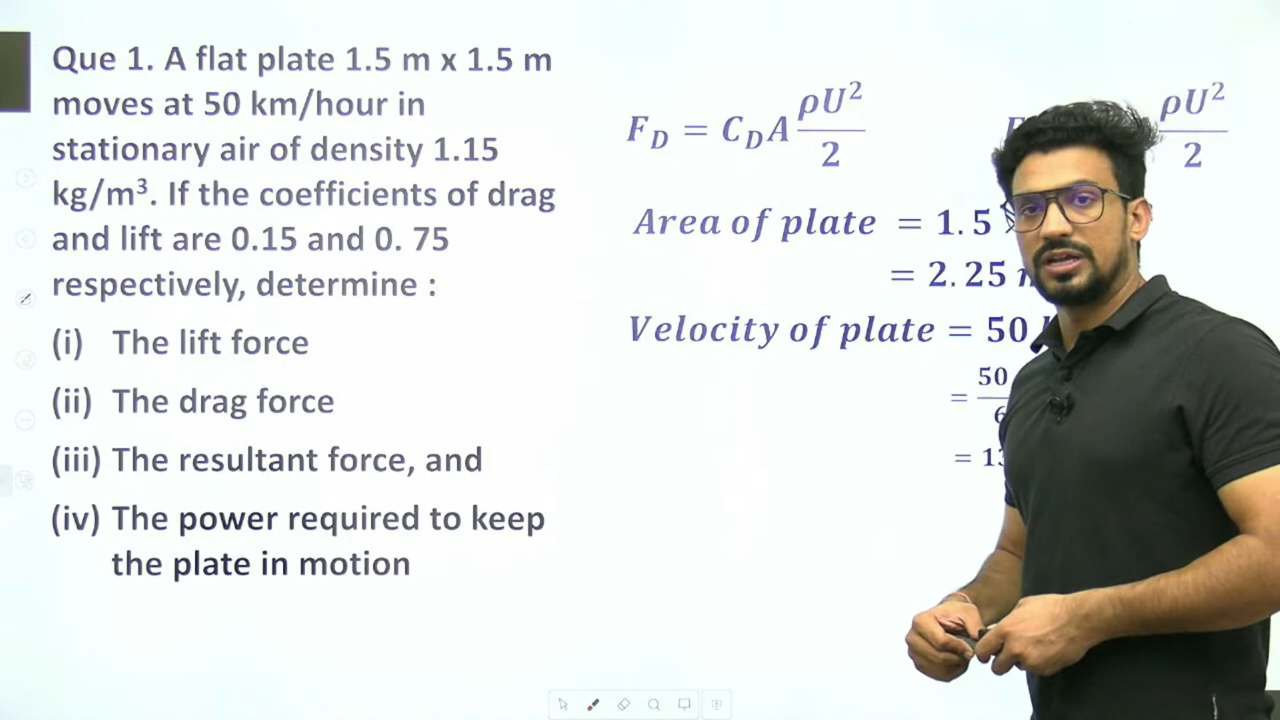 Que 1. A flat plate 1.5 m x 1.5 m
moves at 50 km/hour in
stationary air of density 1.15
kg/m³. If the coefficients of drag
and lift are 0.15 and 0. 75
respectively, determine :
(i) The lift force
(ii) The drag force
(iii) The resultant force, and
(iv) The power required to keep
the plate in motion
F_D = C_D A ρU²/2
ρU²/2
Area of plate = 1.5
= 2.25
Velocity of plate = 50
= 50
= 13